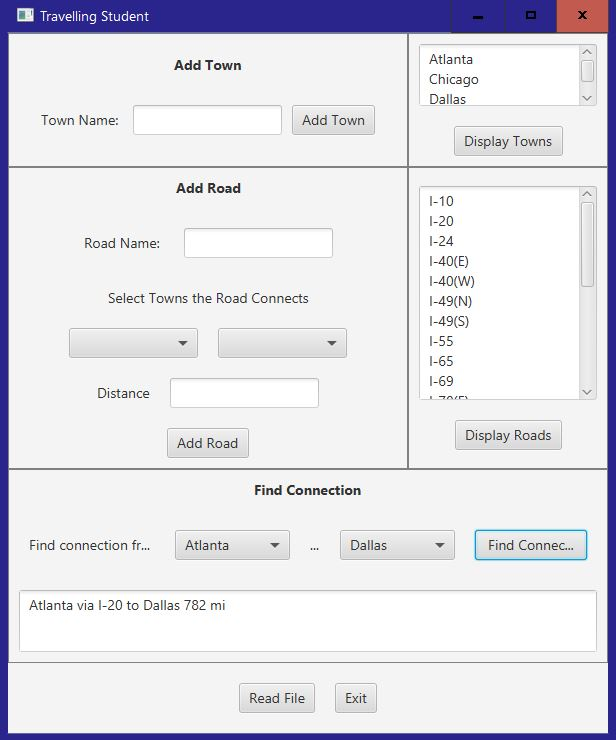 Travelling Student
Add Town
Town Name:
Add Town
Atlanta
Chicago
Dallas
Display Towns
Add Road
Road Name:
Select Towns the Road Connects
Distance
Add Road
I-10
I-20
I-24
I-40(E)
I-40(W)
I-49(N)
I-49(S)
I-55
I-65
I-69
I-70(E)
Display Roads
Find Connection
Find connection fr... Atlanta ... Dallas Find Connec...
Atlanta via I-20 to Dallas 782 mi
Read File Exit